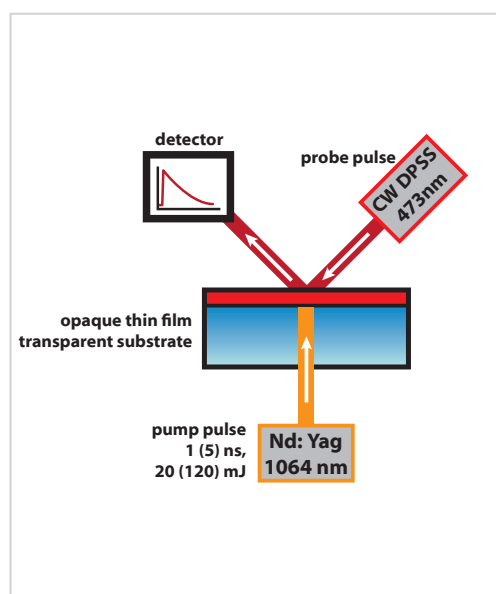 detector
probe pulse
CW DPSS
473nm
opaque thin film
transparent substrate
pump pulse
1 (5) ns,
20 (120) mJ
Nd: Yag
1064 nm